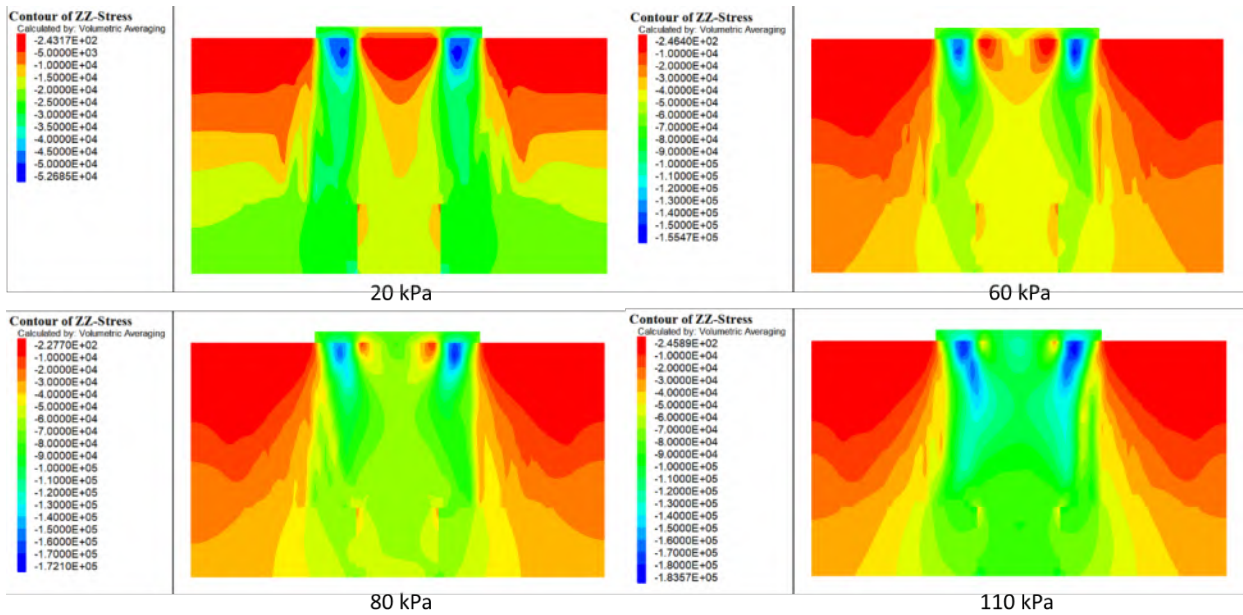 Contour of ZZ-Stress
Calculated by: Volumetric Averaging
-2.4317E+02
-5.0000E+03
-1.0000E+04
-1.5000E+04
-2.0000E+04
-2.5000E+04
-3.0000E+04
-3.5000E+04
-4.0000E+04
-4.5000E+04
-5.0000E+04
-5.2685E+04
20 kPa
Contour of ZZ-Stress
Calculated by: Volumetric Averaging
-2.4640E+02
-1.0000E+04
-2.0000E+04
-3.0000E+04
-4.0000E+04
-5.0000E+04
-6.0000E+04
-7.0000E+04
-8.0000E+04
-9.0000E+04
-1.0000E+05
-1.1000E+05
-1.2000E+05
-1.3000E+05
-1.4000E+05
-1.5000E+05
-1.5547E+05
60 kPa
Contour of ZZ-Stress
Calculated by: Volumetric Averaging
-2.2770E+02
-1.0000E+04
-2.0000E+04
-3.0000E+04
-4.0000E+04
-5.0000E+04
-6.0000E+04
-7.0000E+04
-8.0000E+04
-9.0000E+04
-1.0000E+05
-1.1000E+05
-1.2000E+05
-1.3000E+05
-1.4000E+05
-1.5000E+05
-1.6000E+05
-1.7000E+05
-1.7210E+05
80 kPa
Contour of ZZ-Stress
Calculated by: Volumetric Averaging
-2.4589E+02
-1.0000E+04
-2.0000E+04
-3.0000E+04
-4.0000E+04
-5.0000E+04
-6.0000E+04
-7.0000E+04
-8.0000E+04
-9.0000E+04
-1.0000E+05
-1.1000E+05
-1.2000E+05
-1.3000E+05
-1.4000E+05
-1.5000E+05
-1.6000E+05
-1.7000E+05
-1.8000E+05
-1.8357E+05
110 kPa